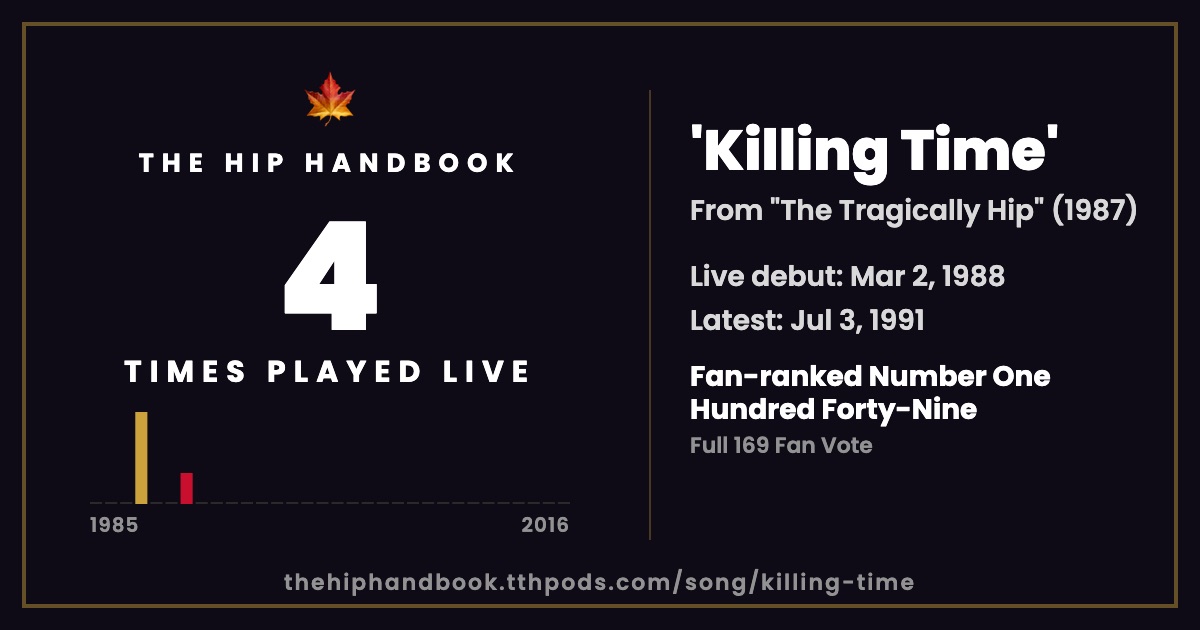 THE HIP HANDBOOK
4
TIMES PLAYED LIVE
1985
2016
'Killing Time'
From "The Tragically Hip" (1987)
Live debut: Mar 2, 1988
Latest: Jul 3, 1991
Fan-ranked Number One
Hundred Forty-Nine
Full 169 Fan Vote
thehiphandbook.tthpods.com/song/killing-time